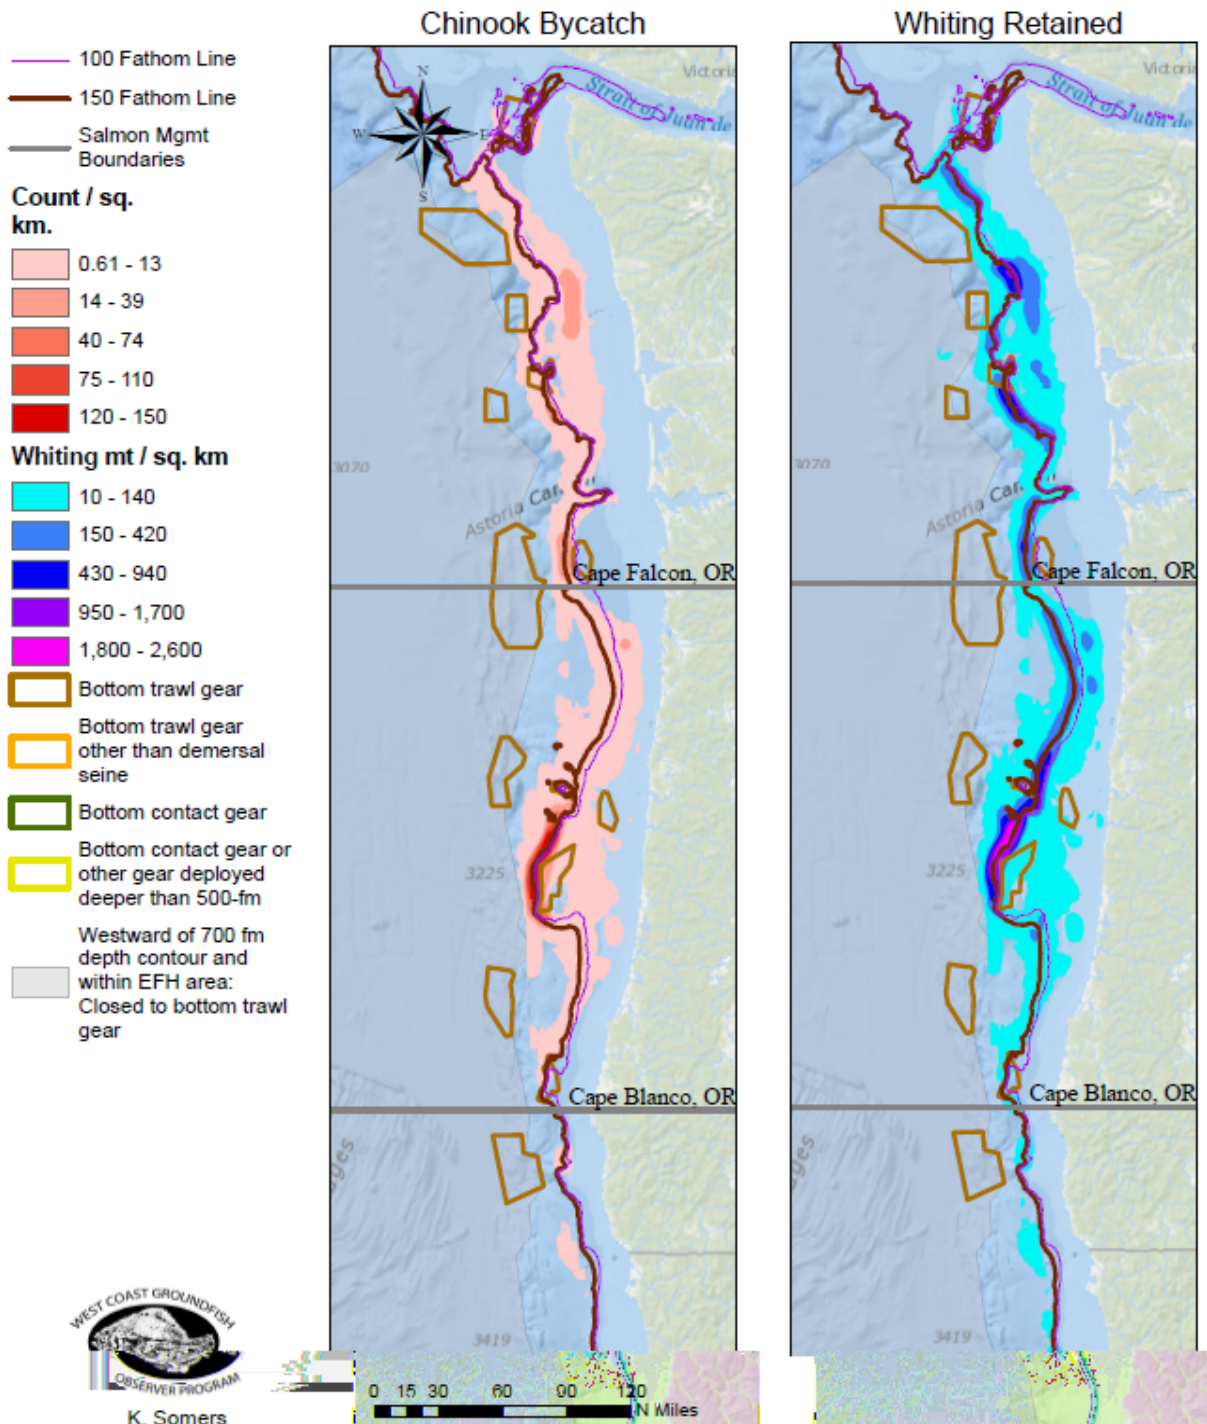 Chinook Bycatch
Whiting Retained
100 Fathom Line
150 Fathom Line
Salmon Mgmt
Boundaries
Count / sq.
km.
0.61 - 13
14 - 39
40 - 74
75 - 110
120 - 150
Whiting mt / sq. km
10 - 140
150 - 420
430 - 940
950 - 1,700
1,800 - 2,600
Bottom trawl gear
Bottom trawl gear
other than demersal
seine
Bottom contact gear
Bottom contact gear or
other gear deployed
deeper than 500-fm
Westward of 700 fm
depth contour and
within EFH area:
Closed to bottom trawl
gear
WEST COAST GROUNDFISH
OBSERVER PROGRAM
K. Somers
N
W E
S
Victoria
Strait of Juan de
3070
Astoria Can
Cape Falcon, OR
3225
Cape Blanco, OR
ges
3419
0 15 30 60 90 120
N Miles
Victoria
Strait of Juan de
3070
Astoria Can
Cape Falcon, OR
3225
Cape Blanco, OR
ges
3419